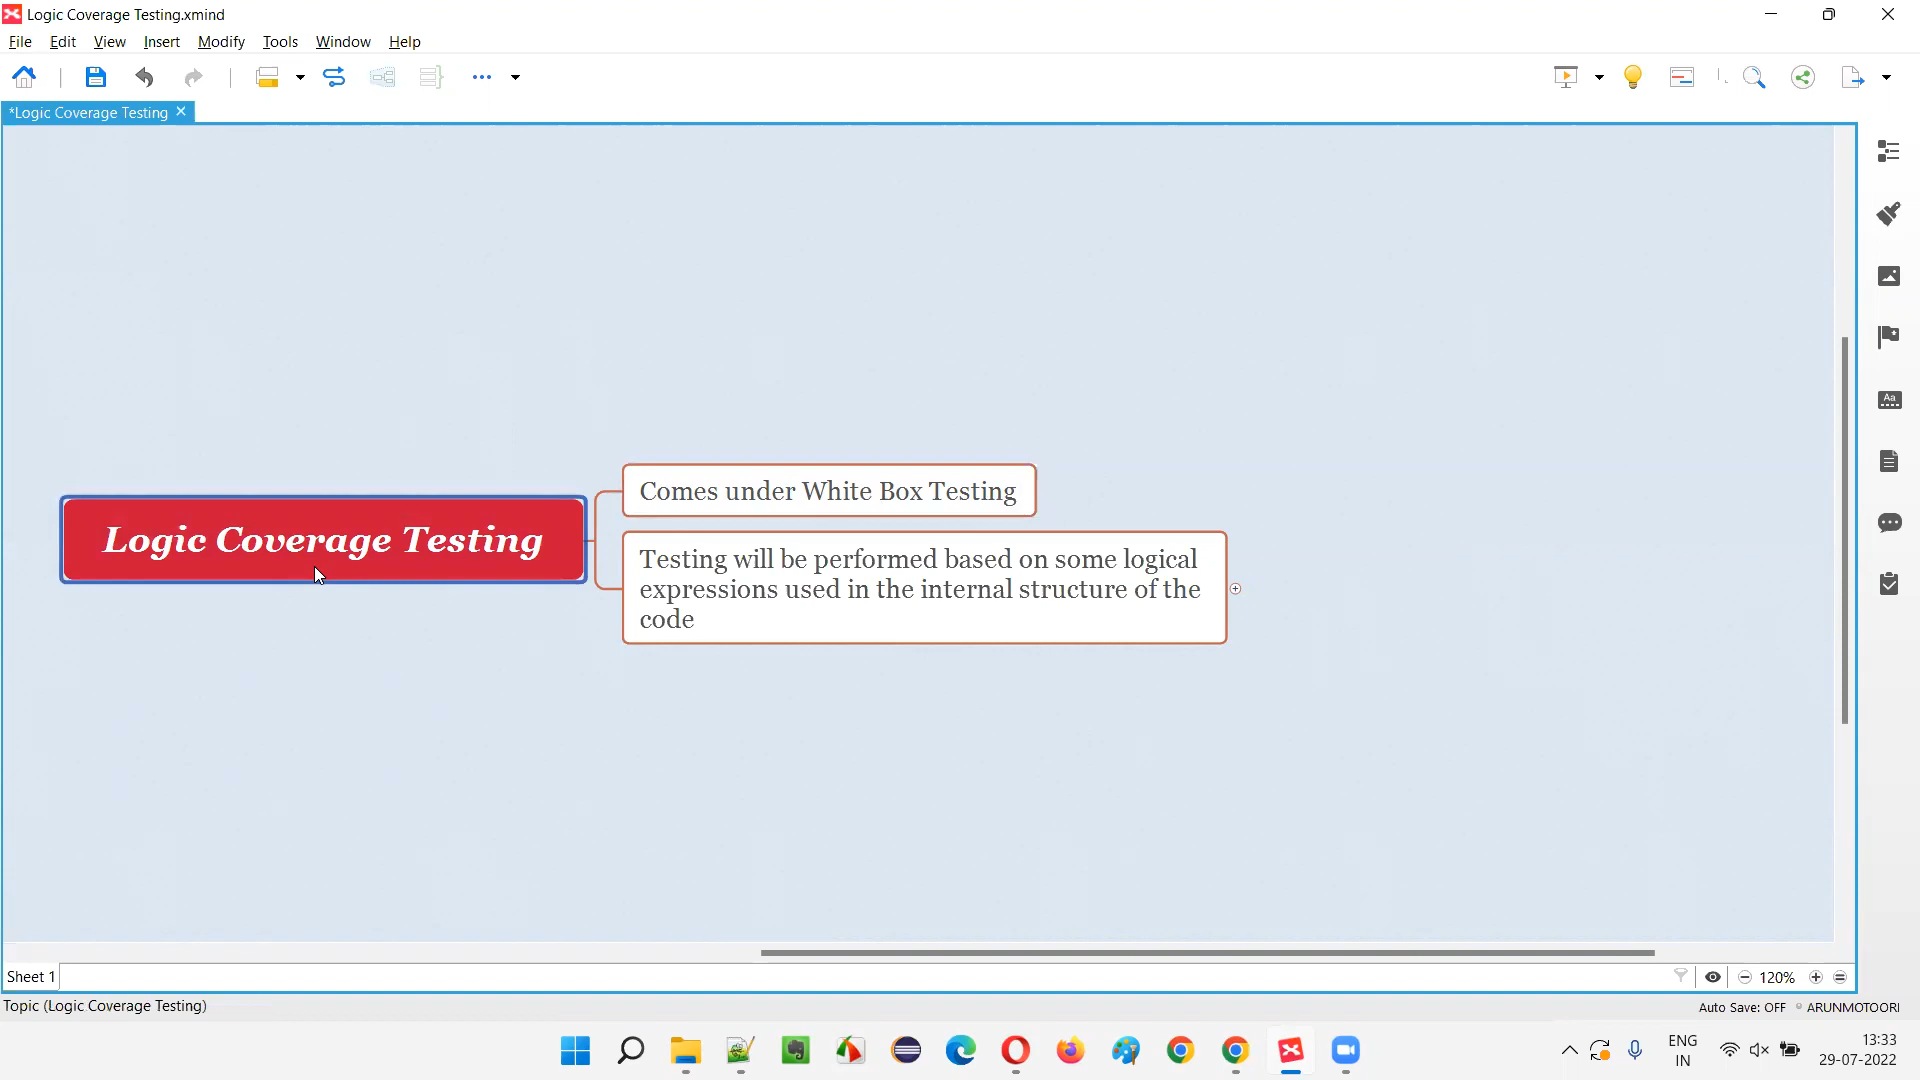 Logic Coverage Testing.xmind
File Edit View Insert Modify Tools Window Help
*Logic Coverage Testing
Logic Coverage Testing
Comes under White Box Testing
Testing will be performed based on some logical
expressions used in the internal structure of the
code
Aa
Sheet 1
120%
Topic (Logic Coverage Testing)
Auto Save: OFF ARUNMOTOORI
ENG
IN
13:33
29-07-2022